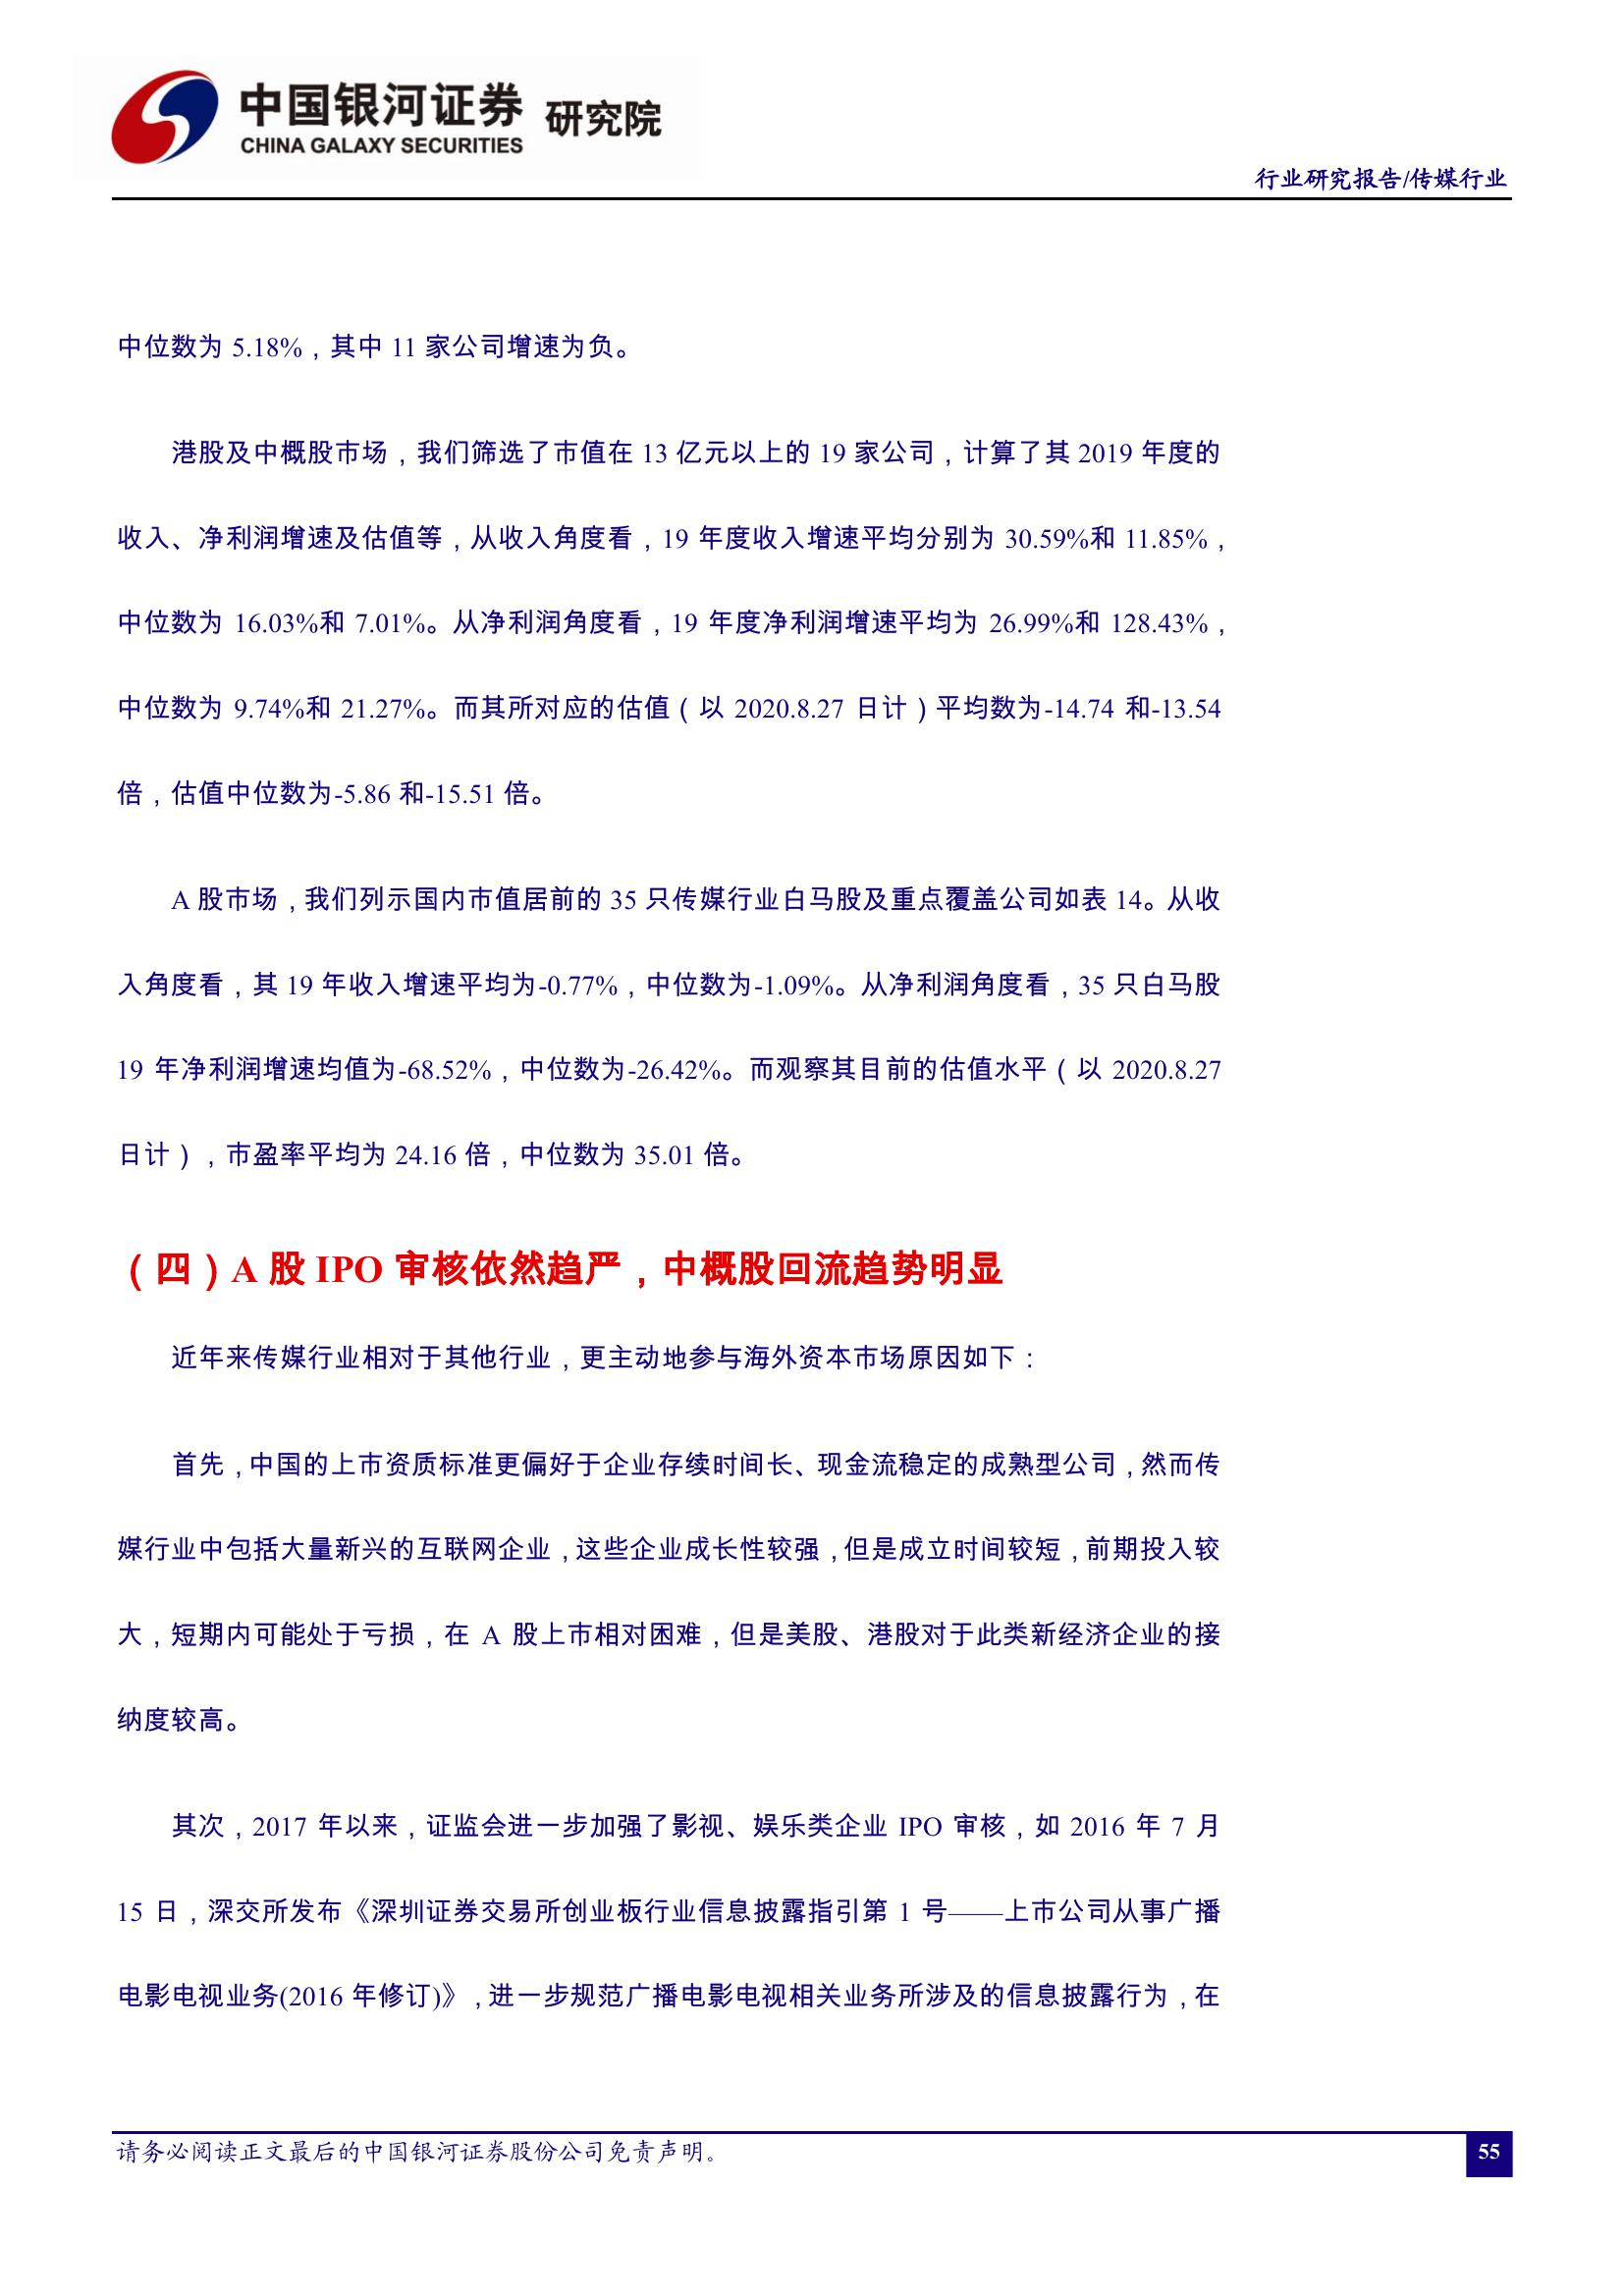 中国银河证券 研究院
CHINA GALAXY SECURITIES
行业研究报告/传媒行业
中位数为 5.18%，其中 11 家公司增速为负。
港股及中概股市场，我们筛选了市值在 13 亿元以上的 19 家公司，计算了其 2019 年度的
收入、净利润增速及估值等，从收入角度看，19 年度收入增速平均分别为 30.59%和 11.85%，
中位数为 16.03%和 7.01%。从净利润角度看，19 年度净利润增速平均为 26.99%和 128.43%，
中位数为 9.74%和 21.27%。而其所对应的估值（以 2020.8.27 日计）平均数为-14.74 和-13.54
倍，估值中位数为-5.86 和-15.51 倍。
A 股市场，我们列示国内市值居前的 35 只传媒行业白马股及重点覆盖公司如表 14。从收
入角度看，其 19 年收入增速平均为-0.77%，中位数为-1.09%。从净利润角度看，35 只白马股
19 年净利润增速均值为-68.52%，中位数为-26.42%。而观察其目前的估值水平（以 2020.8.27
日计），市盈率平均为 24.16 倍，中位数为 35.01 倍。
（四）A 股 IPO 审核依然趋严，中概股回流趋势明显
近年来传媒行业相对于其他行业，更主动地参与海外资本市场原因如下：
首先，中国的上市资质标准更偏好于企业存续时间长、现金流稳定的成熟型公司，然而传
媒行业中包括大量新兴的互联网企业，这些企业成长性较强，但是成立时间较短，前期投入较
大，短期内可能处于亏损，在 A 股上市相对困难，但是美股、港股对于此类新经济企业的接
纳度较高。
其次，2017 年以来，证监会进一步加强了影视、娱乐类企业 IPO 审核，如 2016 年 7 月
15 日，深交所发布《深圳证券交易所创业板行业信息披露指引第 1 号——上市公司从事广播
电影电视业务(2016 年修订)》，进一步规范广播电影电视相关业务所涉及的信息披露行为，在
请务必阅读正文最后的中国银河证券股份公司免责声明。
55